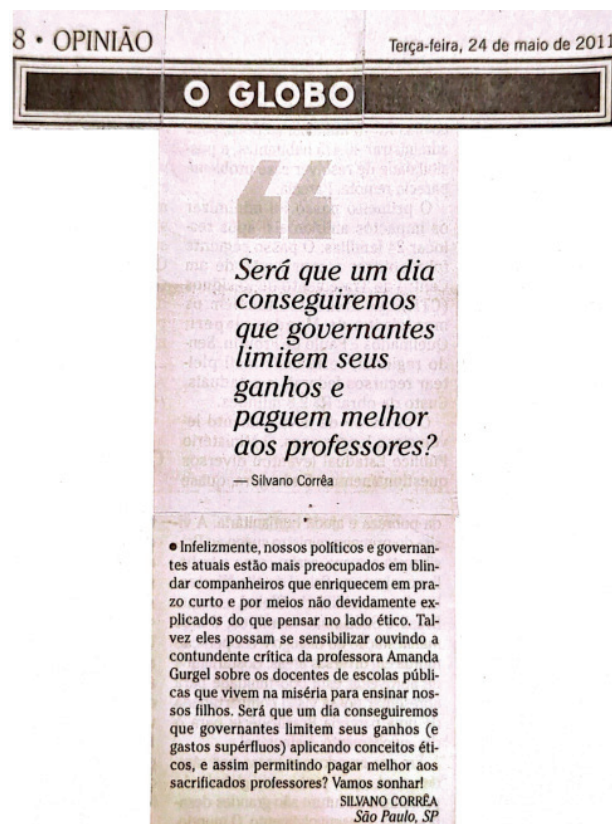 8 • OPINIÃO
Terça-feira, 24 de maio de 2011
O GLOBO
Será que um dia
conseguiremos
que governantes
limitem seus
ganhos e
paguem melhor
aos professores?
— Silvano Corrêa
• Infelizmente, nossos políticos e governan-
tes atuais estão mais preocupados em blin-
dar companheiros que enriquecem em pra-
zo curto e por meios não devidamente ex-
plicados do que pensar no lado ético. Tal-
vez eles possam se sensibilizar ouvindo a
contundente crítica da professora Amanda
Gurgel sobre os docentes de escolas públi-
cas que vivem na miséria para ensinar nos-
sos filhos. Será que um dia conseguiremos
que governantes limitem seus ganhos (e
gastos supérfluos) aplicando conceitos éti-
cos, e assim permitindo pagar melhor aos
sacrificados professores? Vamos sonhar!
SILVANO CORRÊA
São Paulo, SP